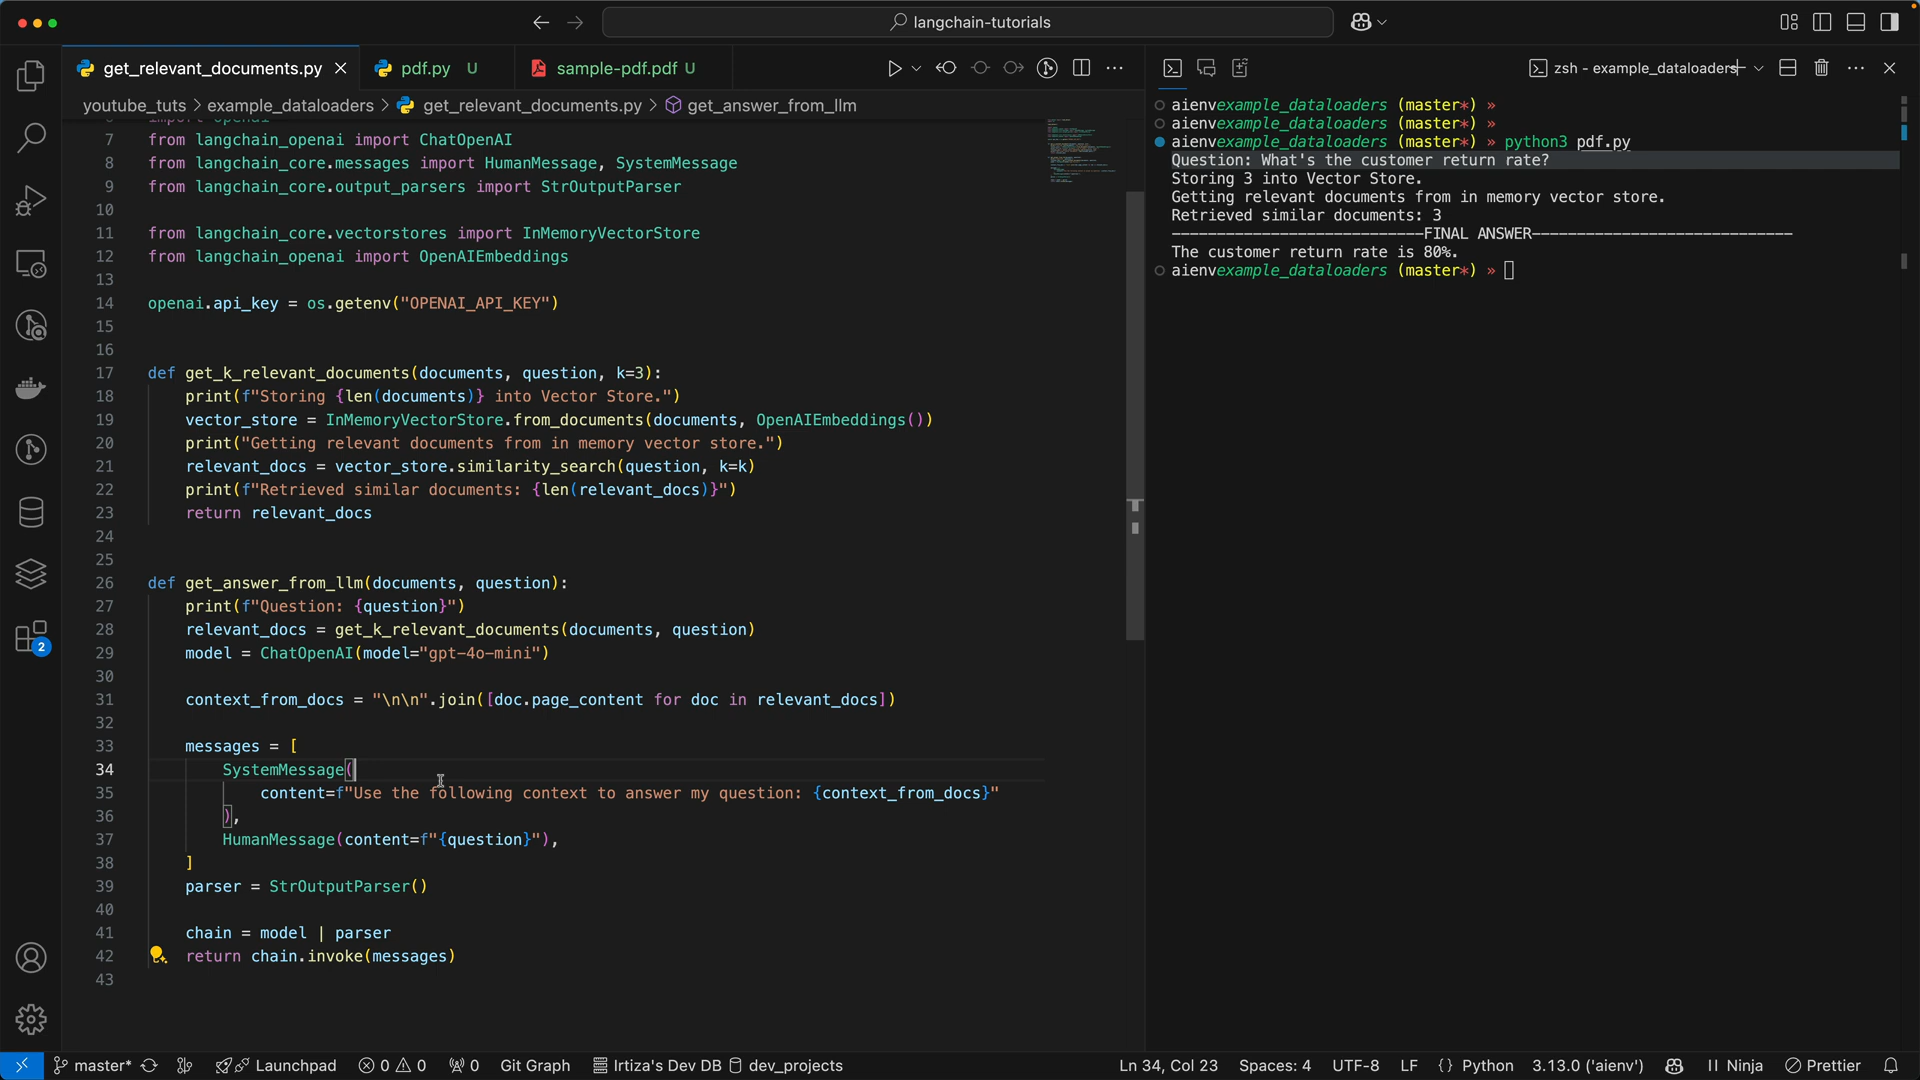 langchain-tutorials
get_relevant_documents.py
pdf.py U
sample-pdf.pdf U
youtube_tuts > example_dataloaders > get_relevant_documents.py > get_answer_from_llm
7 from langchain_openai import ChatOpenAI
8 from langchain_core.messages import HumanMessage, SystemMessage
9 from langchain_core.output_parsers import StrOutputParser
10
11 from langchain_core.vectorstores import InMemoryVectorStore
12 from langchain_openai import OpenAIEmbeddings
13
14 openai.api_key = os.getenv("OPENAI_API_KEY")
15
16
17 def get_k_relevant_documents(documents, question, k=3):
18 print(f"Storing {len(documents)} into Vector Store.")
19 vector_store = InMemoryVectorStore.from_documents(documents, OpenAIEmbeddings())
20 print("Getting relevant documents from in memory vector store.")
21 relevant_docs = vector_store.similarity_search(question, k=k)
22 print(f"Retrieved similar documents: {len(relevant_docs)}")
23 return relevant_docs
24
25
26 def get_answer_from_llm(documents, question):
27 print(f"Question: {question}")
28 relevant_docs = get_k_relevant_documents(documents, question)
29 model = ChatOpenAI(model="gpt-4o-mini")
30
31 context_from_docs = "\n\n".join([doc.page_content for doc in relevant_docs])
32
33 messages = [
34 SystemMessage(
35 content=f"Use the following context to answer my question: {context_from_docs}"
36 ),
37 HumanMessage(content=f"{question}"),
38 ]
39 parser = StrOutputParser()
40
41 chain = model | parser
42 return chain.invoke(messages)
43
zsh - example_dataloaders
aienvexample_dataloaders (master*) »
aienvexample_dataloaders (master*) »
aienvexample_dataloaders (master*) » python3 pdf.py
Question: What's the customer return rate?
Storing 3 into Vector Store.
Getting relevant documents from in memory vector store.
Retrieved similar documents: 3
----------------------------FINAL ANSWER-----------------------------
The customer return rate is 80%.
aienvexample_dataloaders (master*) »
2
master* Launchpad 0 0 0 Git Graph Irtiza's Dev DB dev_projects Ln 34, Col 23 Spaces: 4 UTF-8 LF {} Python 3.13.0 ('aienv') Ninja Prettier